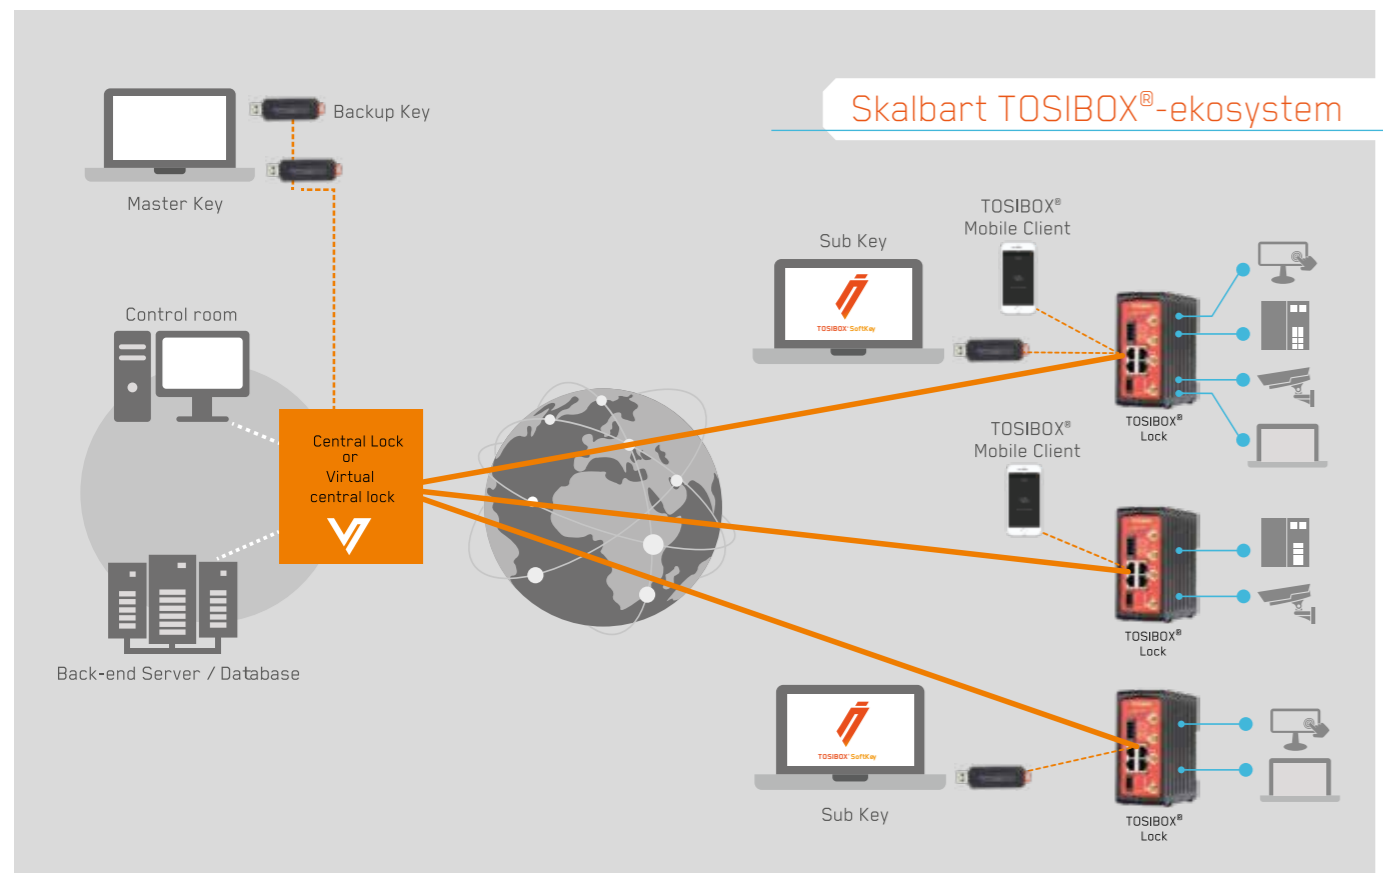 Skalbart TOSIBOX®-ekosystem
Backup Key
Master Key
Control room
Central Lock
or
Virtual
central lock
Back-end Server / Database
Sub Key
TOSIBOX® SoftKey
TOSIBOX®
Mobile Client
TOSIBOX®
Lock
TOSIBOX®
Mobile Client
TOSIBOX®
Lock
TOSIBOX® SoftKey
Sub Key
TOSIBOX®
Lock